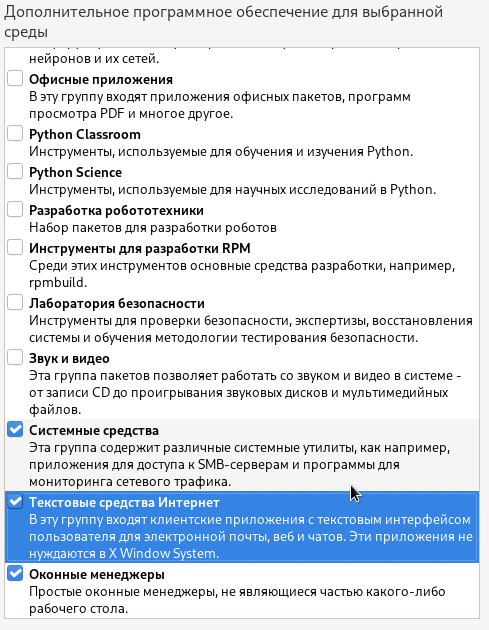 Дополнительное программное обеспечение для выбранной
среды
нейронов и их сетей.
Офисные приложения
В эту группу входят приложения офисных пакетов, программ
просмотра PDF и многое другое.
Python Classroom
Инструменты, используемые для обучения и изучения Python.
Python Science
Инструменты, используемые для научных исследований в Python.
Разработка робототехники
Набор пакетов для разработки роботов
Инструменты для разработки RPM
Среди этих инструментов основные средства разработки, например,
rpmbuild.
Лаборатория безопасности
Инструменты для проверки безопасности, экспертизы, восстановления
системы и обучения методологии тестирования безопасности.
Звук и видео
Эта группа пакетов позволяет работать со звуком и видео в системе -
от записи CD до проигрывания звуковых дисков и мультимедийных
файлов.
Системные средства
Эта группа содержит различные системные утилиты, как например,
приложения для доступа к SMB-серверам и программы для
мониторинга сетевого трафика.
Текстовые средства Интернет
В эту группу входят клиентские приложения с текстовым интерфейсом
пользователя для электронной почты, веб и чатов. Эти приложения не
нуждаются в X Window System.
Оконные менеджеры
Простые оконные менеджеры, не являющиеся частью какого-либо
рабочего стола.